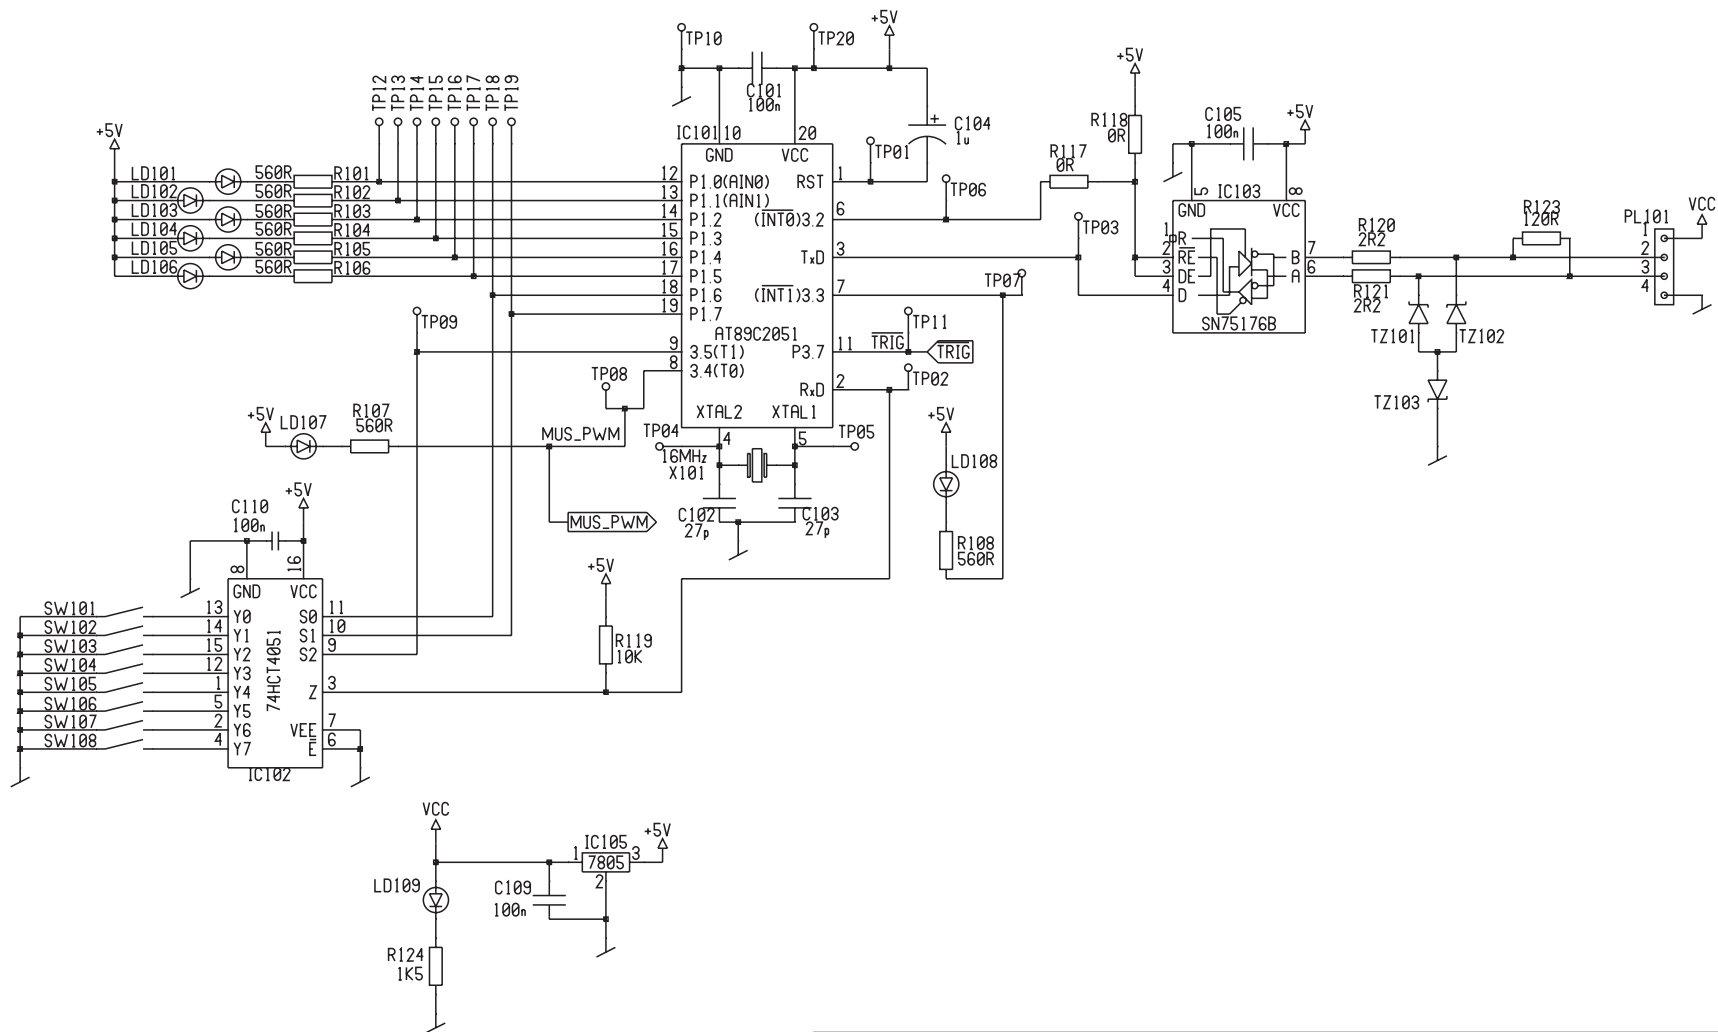 TP10
TP20
+5V
TP12
TP13
TP14
TP15
TP16
TP17
TP18
TP19
C101
100n
+5V
IC101
10
20
GND
VCC
C104
1u
TP01
R118
0R
+5V
C105
100n
+5V
LD101
560R
R101
12
P1.0(AIN0)
RST
1
LD102
560R
R102
13
P1.1(AIN1)
TP06
LD103
560R
R103
14
P1.2
(INT0)3.2
6
LD104
560R
R104
15
P1.3
LD105
560R
R105
16
P1.4
TxD
3
LD106
560R
R106
17
P1.5
18
P1.6
(INT1)3.3
7
19
P1.7
AT89C2051
TP09
9
3.5(T1)
P3.7
11
TRIG
TRIG
TP11
8
3.4(T0)
RxD
2
TP02
XTAL2
XTAL1
4
5
R117
0R
TP03
TP07
5
8
IC103
GND
VCC
1
R
2
RE
3
DE
4
D
B
7
A
6
SN75176B
R120
2R2
R121
2R2
R123
120R
PL101
VCC
1
2
3
4
TZ101
TZ102
TZ103
TP08
+5V
LD107
R107
560R
MUS_PWM
MUS_PWM
TP04
TP05
16MHz
X101
C102
27p
C103
27p
+5V
LD108
R108
560R
C110
100n
+5V
8
16
GND
VCC
SW101
13
Y0
S0
11
SW102
14
Y1
S1
10
SW103
15
Y2
S2
9
SW104
12
Y3
SW105
1
Y4
Z
3
SW106
5
Y5
SW107
2
Y6
VEE
7
SW108
4
Y7
E
6
74HCT4051
IC102
+5V
R119
10K
VCC
LD109
R124
1K5
C109
100n
IC105
1
7805
3
2
+5V